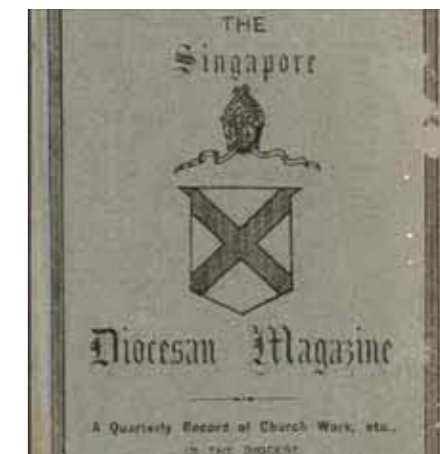 THE
Singapore
Diocesan Magazine
A Quarterly Record of Church Work, etc.,
IN THE DIOCESE